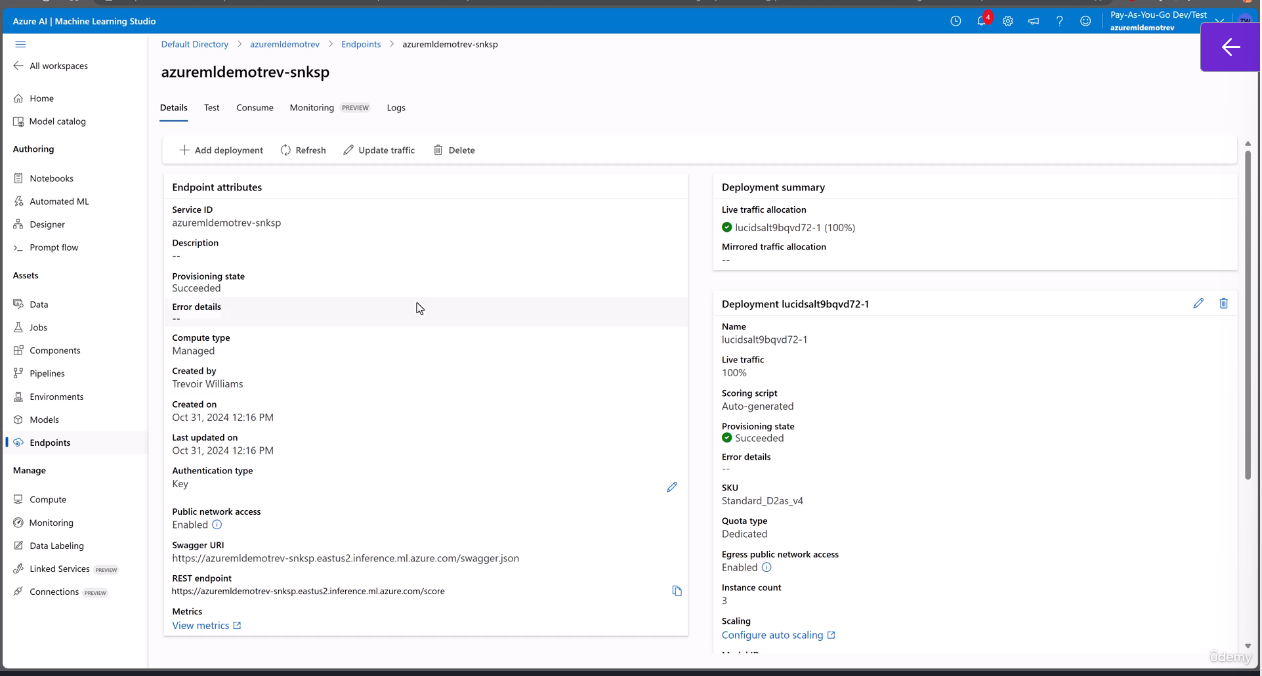 Azure AI | Machine Learning Studio
4
Pay-As-You-Go Dev/Test
azuremldemotrev
TW
Default Directory > azuremldemotrev > Endpoints > azuremldemotrev-snksp
All workspaces
azuremldemotrev-snksp
Home
Model catalog
Details Test Consume Monitoring PREVIEW Logs
Authoring
Add deployment Refresh Update traffic Delete
Notebooks
Automated ML
Designer
Prompt flow
Assets
Data
Jobs
Components
Pipelines
Environments
Models
Endpoints
Manage
Compute
Monitoring
Data Labeling
Linked Services PREVIEW
Connections PREVIEW
Endpoint attributes
Service ID
azuremldemotrev-snksp
Description
--
Provisioning state
Succeeded
Error details
--
Compute type
Managed
Created by
Trevoir Williams
Created on
Oct 31, 2024 12:16 PM
Last updated on
Oct 31, 2024 12:16 PM
Authentication type
Key
Public network access
Enabled
Swagger URI
https://azuremldemotrev-snksp.eastus2.inference.ml.azure.com/swagger.json
REST endpoint
https://azuremldemotrev-snksp.eastus2.inference.ml.azure.com/score
Metrics
View metrics
Deployment summary
Live traffic allocation
lucidsalt9bqvd72-1 (100%)
Mirrored traffic allocation
--
Deployment lucidsalt9bqvd72-1
Name
lucidsalt9bqvd72-1
Live traffic
100%
Scoring script
Auto-generated
Provisioning state
Succeeded
Error details
--
SKU
Standard_D2as_v4
Quota type
Dedicated
Egress public network access
Enabled
Instance count
3
Scaling
Configure auto scaling
ûdemy